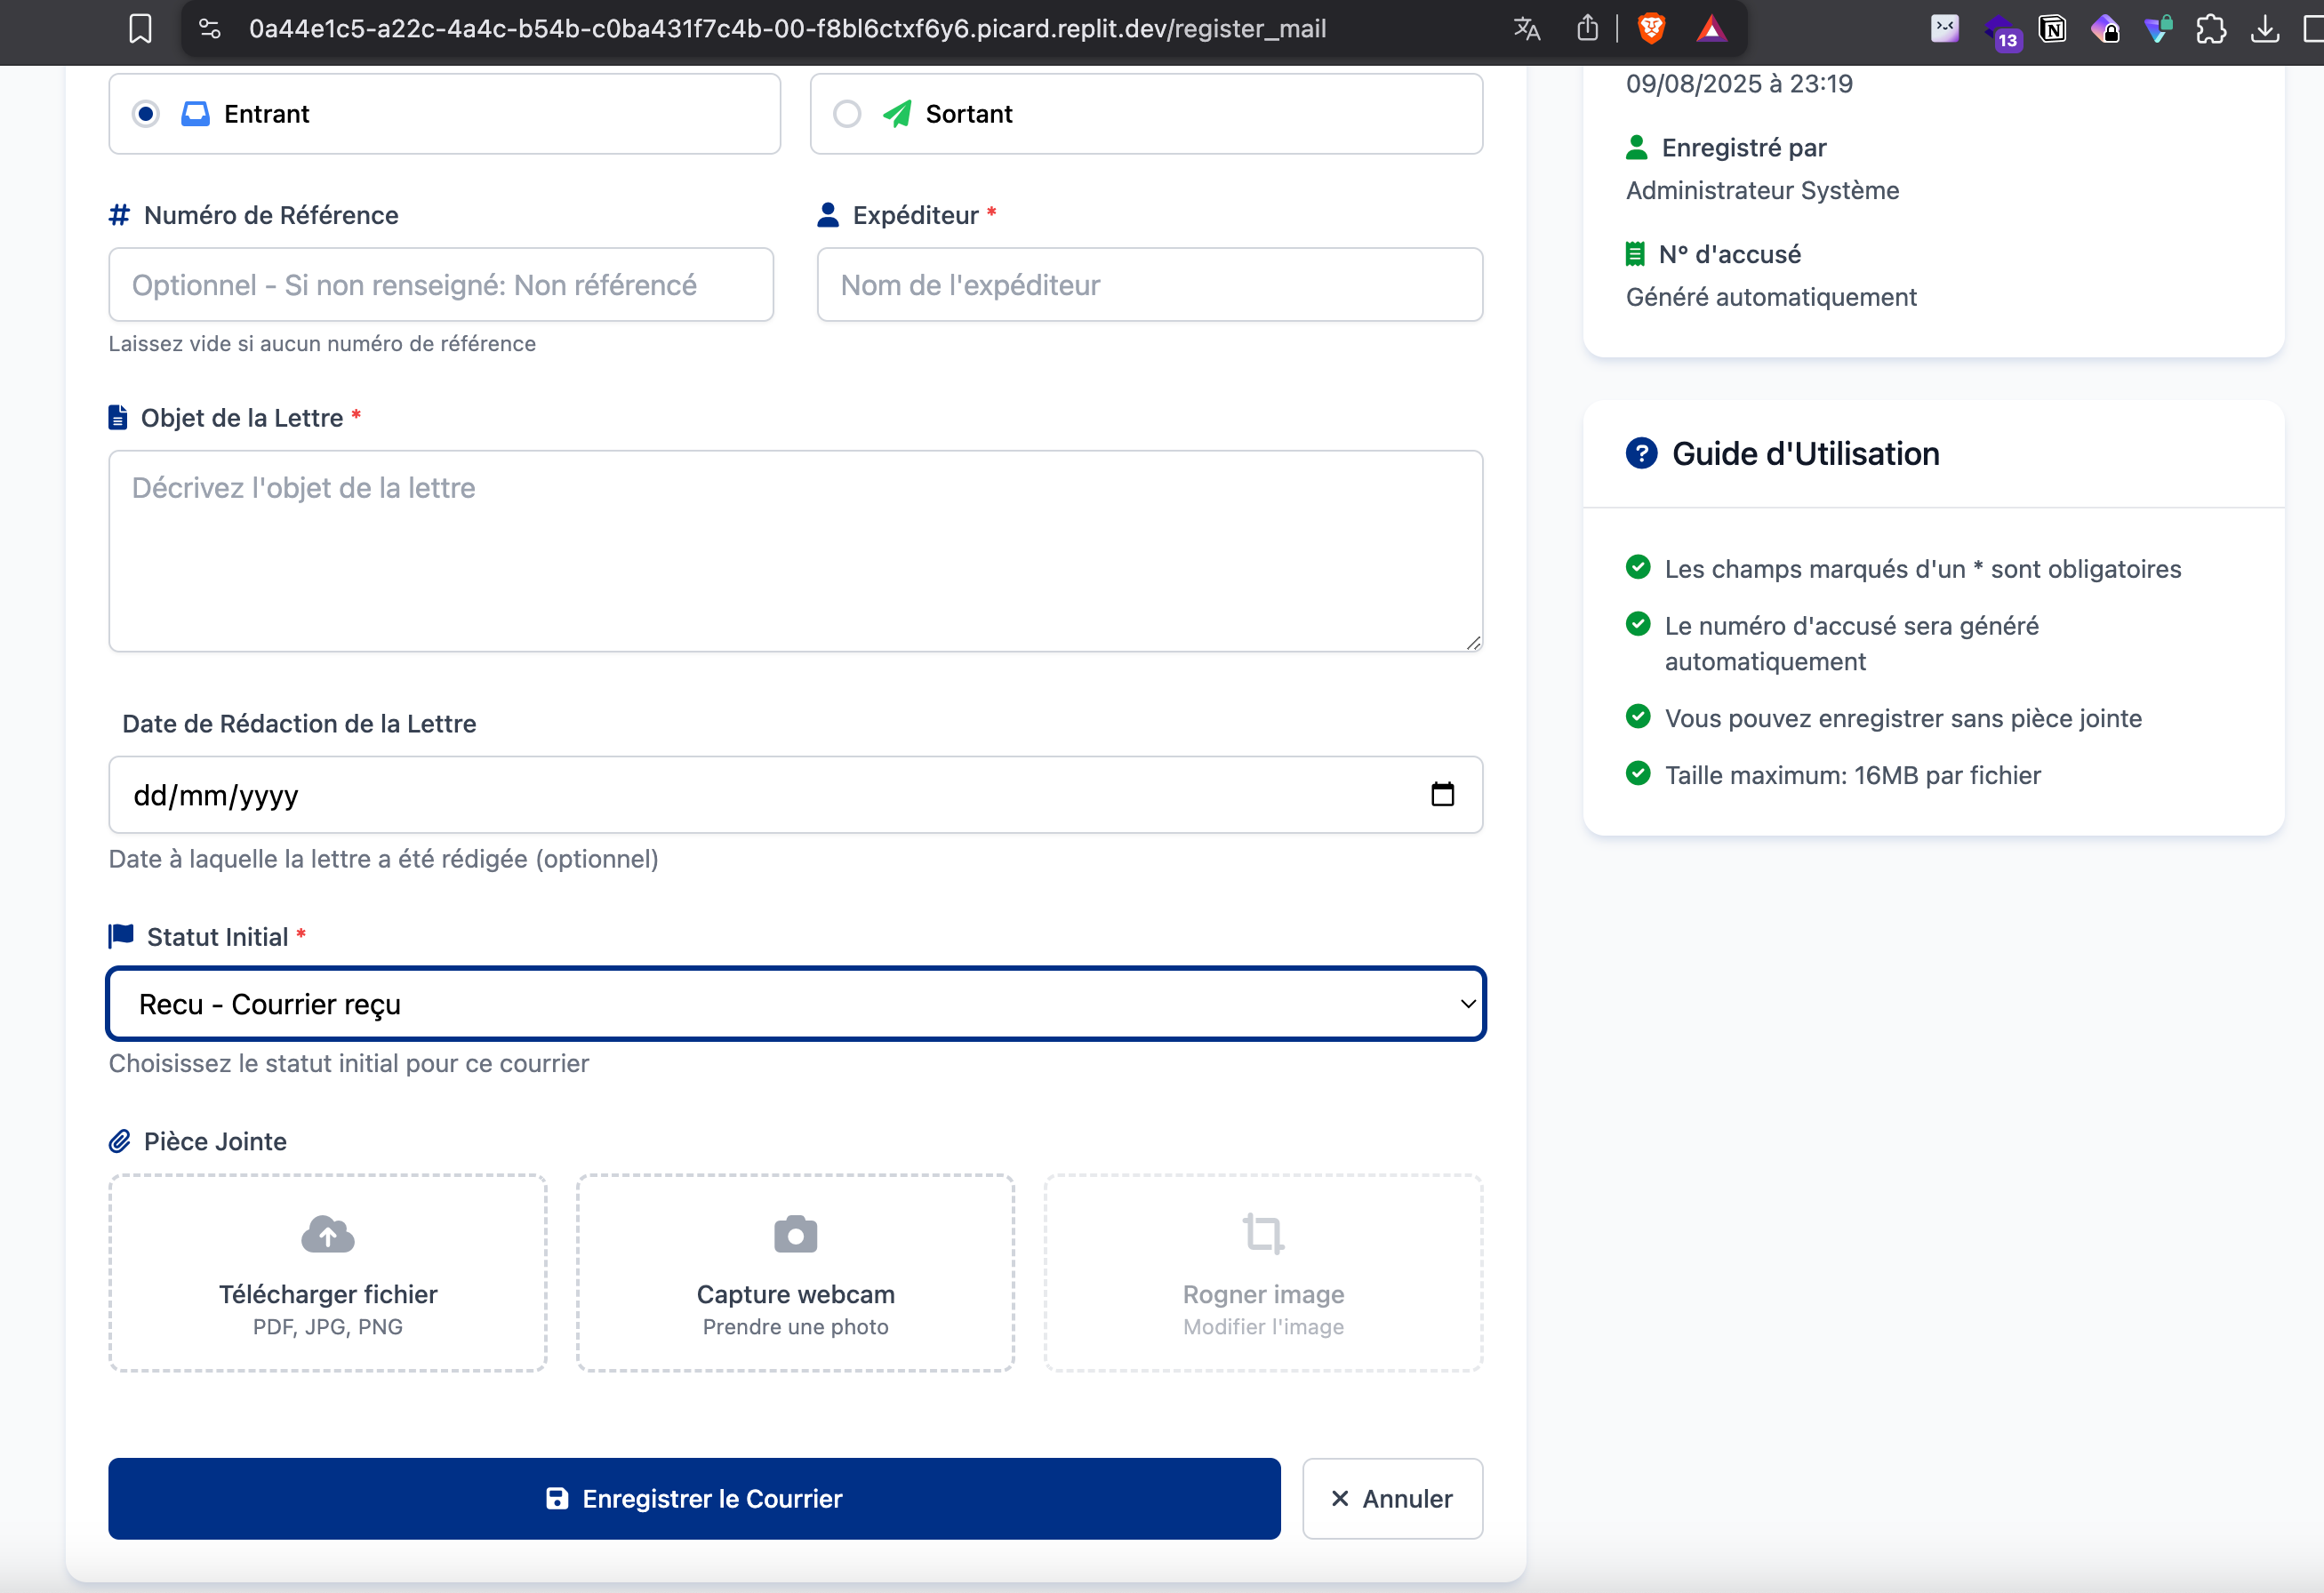 0a44e1c5-a22c-4a4c-b54b-c0ba431f7c4b-00-f8bl6ctxf6y6.picard.replit.dev/register_mail
13
Entrant
Sortant
Numéro de Référence
Expéditeur *
Optionnel - Si non renseigné: Non référencé
Nom de l'expéditeur
Laissez vide si aucun numéro de référence
Objet de la Lettre *
Décrivez l'objet de la lettre
Date de Rédaction de la Lettre
dd/mm/yyyy
Date à laquelle la lettre a été rédigée (optionnel)
Statut Initial *
Recu - Courrier reçu
Choisissez le statut initial pour ce courrier
Pièce Jointe
Télécharger fichier
PDF, JPG, PNG
Capture webcam
Prendre une photo
Rogner image
Modifier l'image
Enregistrer le Courrier
Annuler
09/08/2025 à 23:19
Enregistré par
Administrateur Système
N° d'accusé
Généré automatiquement
Guide d'Utilisation
Les champs marqués d'un * sont obligatoires
Le numéro d'accusé sera généré
automatiquement
Vous pouvez enregistrer sans pièce jointe
Taille maximum: 16MB par fichier